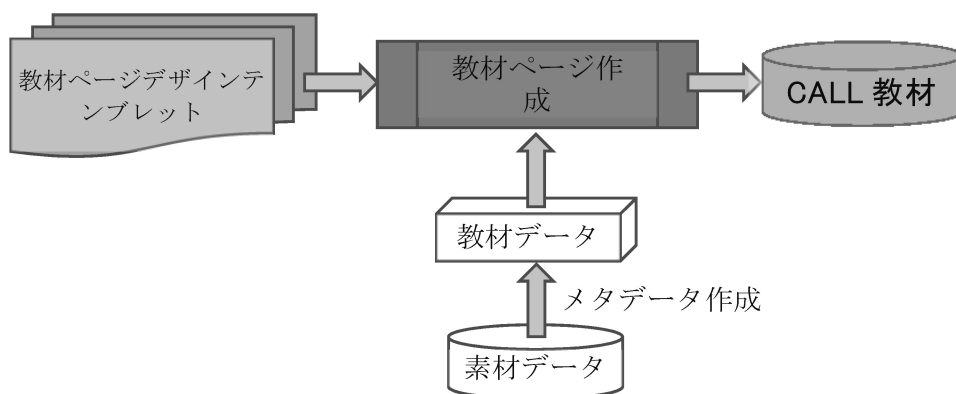 教材ページデザインテ
ンブレット
教材ページ作
成
CALL 教材
教材データ
メタデータ作成
素材データ